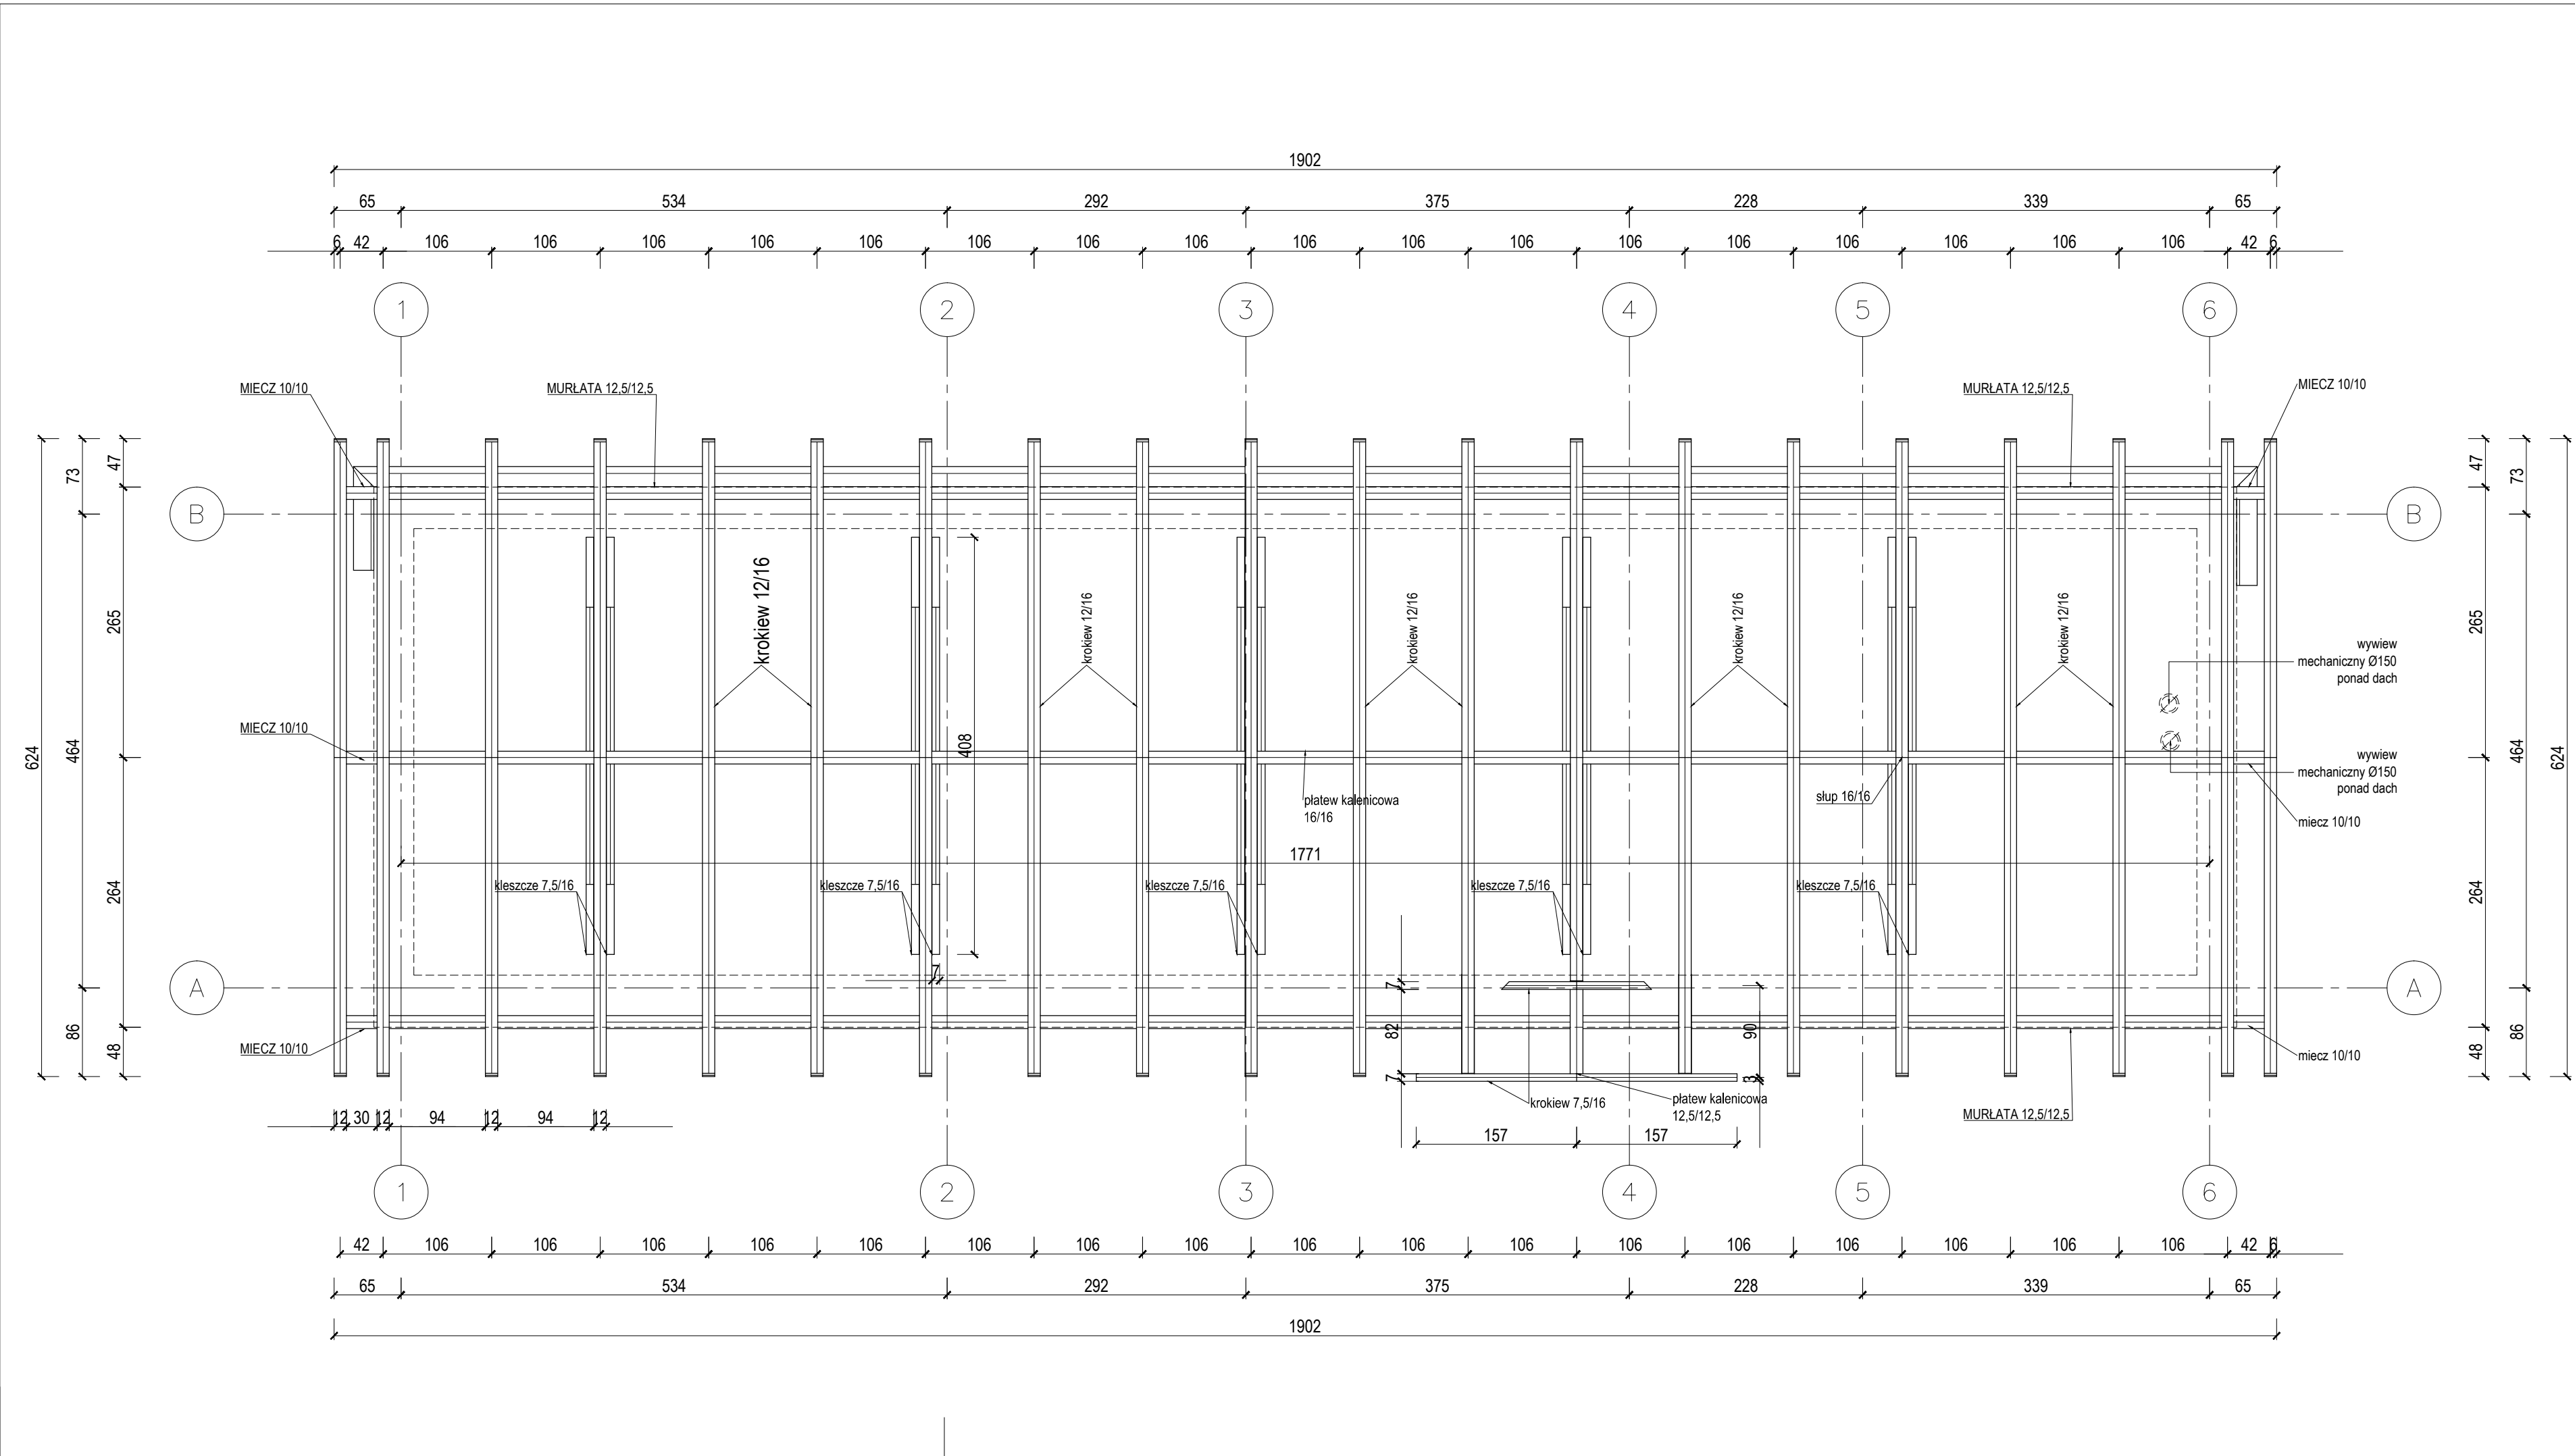 1902
65 534 292 375 228 339 65
6 42 106 106 106 106 106 106 106 106 106 106 106 106 106 106 106 106 106 42 6
1 2 3 4 5 6
MIECZ 10/10
MURŁATA 12,5/12,5
MURŁATA 12,5/12,5
MIECZ 10/10
47
73
47
73
B
B
krokiew 12/16
krokiew 12/16
krokiew 12/16
krokiew 12/16
krokiew 12/16
265
265
wywiew
mechaniczny Ø150
ponad dach
MIECZ 10/10
408
624
464
464
624
wywiew
mechaniczny Ø150
ponad dach
płatew kalenicowa
16/16
słup 16/16
miecz 10/10
1771
264
264
kleszcze 7,5/16
kleszcze 7,5/16
kleszcze 7,5/16
kleszcze 7,5/16
kleszcze 7,5/16
7
A
7
A
86
82
90
86
48
48
MIECZ 10/10
miecz 10/10
7
3
krokiew 7,5/16
płatew kalenicowa
12,5/12,5
MURŁATA 12,5/12,5
12 30 12 94 12 94 12
157 157
1 2 3 4 5 6
42 106 106 106 106 106 106 106 106 106 106 106 106 106 106 106 106 106 42 6
65 534 292 375 228 339 65
1902